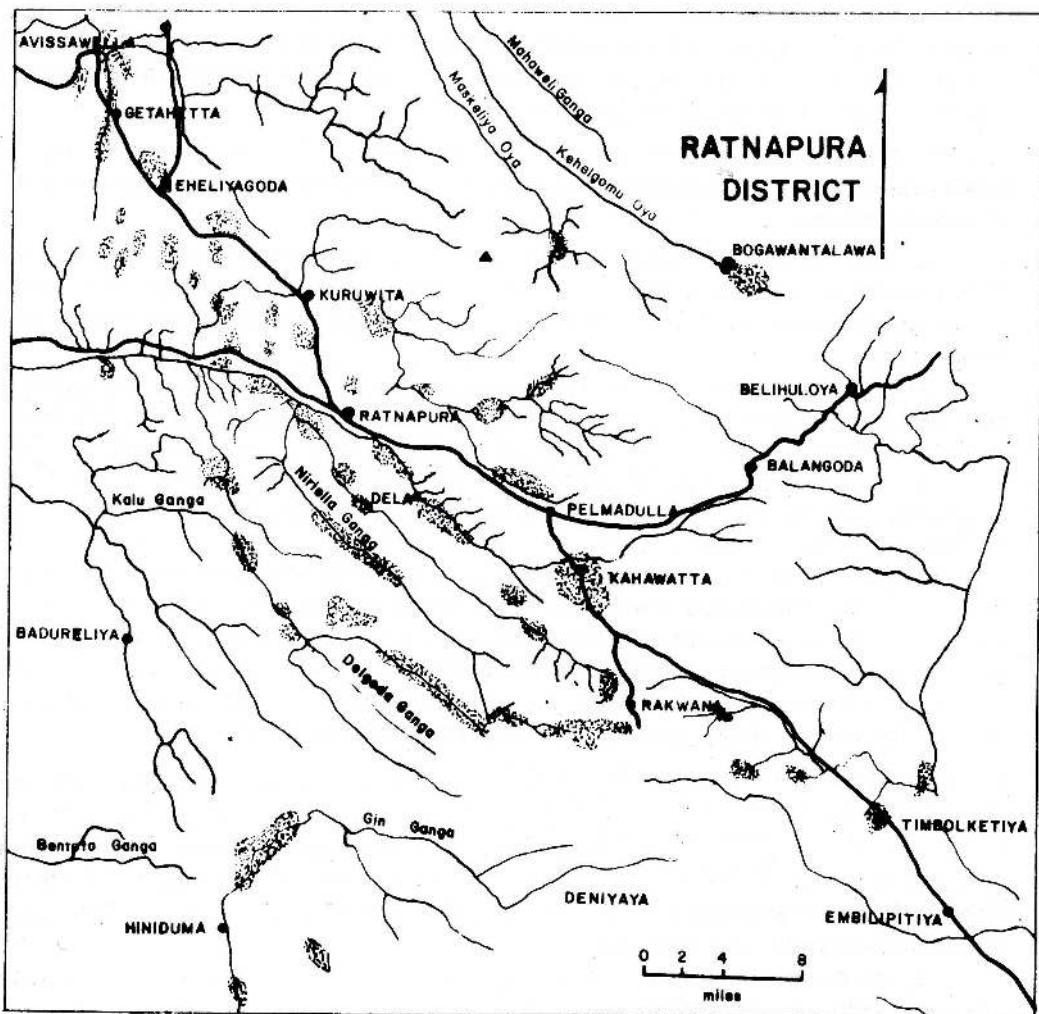 AVISSAWELLA
GETAHETTA
EHELIYAGODA
Maskeliya Oya
Mahaweli Ganga
Kehelgomu Oya
RATNAPURA
DISTRICT
BOGAWANTALAWA
KURUWITA
BELIHULOYA
RATNAPURA
BALANGODA
Kalu Ganga
Niriella Ganga
DELA
PELMADULLA
KAHAWATTA
BADURELIYA
Delgoda Ganga
RAKWANA
Gin Ganga
TIMBOLKETIYA
Bentota Ganga
DENIYAYA
HINIDUMA
EMBILIPITIYA
0 2 4 8
miles